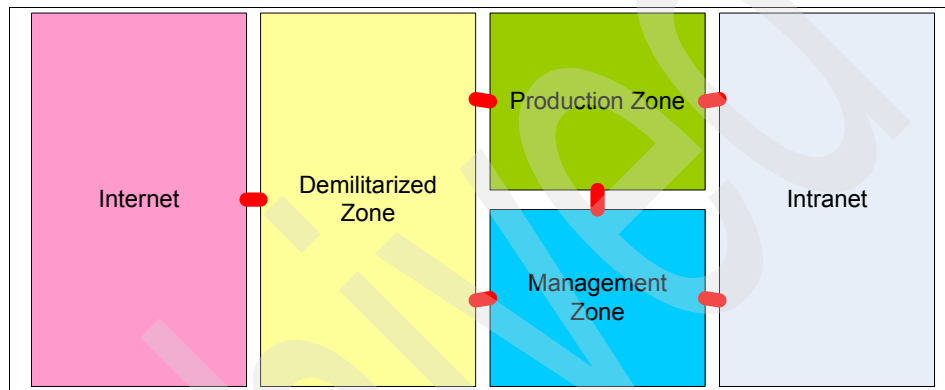 Internet
Demilitarized
Zone
Production Zone
Management
Zone
Intranet